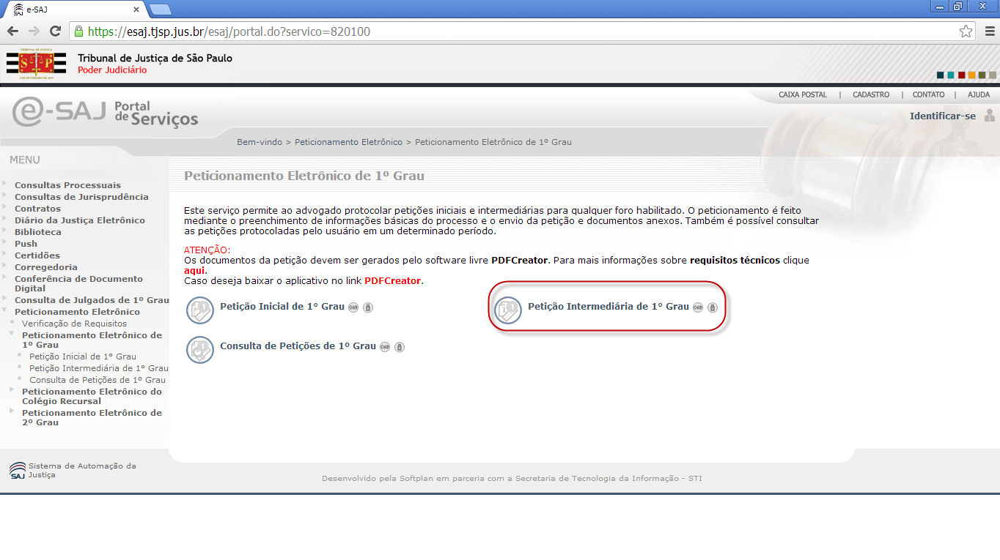 e-SAJ
https://esaj.tjsp.jus.br/esaj/portal.do?servico=820100
S P
Tribunal de Justiça de São Paulo
Poder Judiciário
CAIXA POSTAL | CADASTRO | CONTATO | AJUDA
e-SAJ Portal de Serviços
Identificar-se
Bem-vindo > Peticionamento Eletrônico > Peticionamento Eletrônico de 1º Grau
MENU
Consultas Processuais
Consultas de Jurisprudência
Contratos
Diário da Justiça Eletrônico
Biblioteca
Push
Certidões
Corregedoria
Conferência de Documento
Digital
Consulta de Julgados de 1º Grau
Peticionamento Eletrônico
Verificação de Requisitos
Peticionamento Eletrônico de
1º Grau
Petição Inicial de 1° Grau
Petição Intermediária de 1° Grau
Consulta de Petições de 1º Grau
Peticionamento Eletrônico do
Colégio Recursal
Peticionamento Eletrônico de
2º Grau
Peticionamento Eletrônico de 1º Grau
Este serviço permite ao advogado protocolar petições iniciais e intermediárias para qualquer foro habilitado. O peticionamento é feito
mediante o preenchimento de informações básicas do processo e o envio da petição e documentos anexos. Também é possível consultar
as petições protocoladas pelo usuário em um determinado período.
ATENÇÃO:
Os documentos da petição devem ser gerados pelo software livre PDFCreator. Para mais informações sobre requisitos técnicos clique
aqui.
Caso deseja baixar o aplicativo no link PDFCreator.
Petição Inicial de 1° Grau
Petição Intermediária de 1° Grau
Consulta de Petições de 1º Grau
SAJ
Sistema de Automação da
Justiça
Desenvolvido pela Softplan em parceria com a Secretaria de Tecnologia da Informação - STI